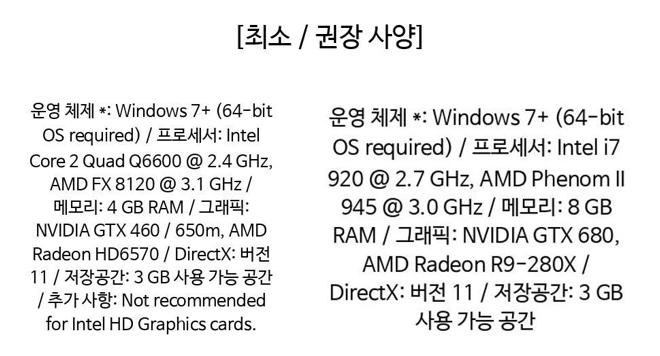 [최소 / 권장 사양]
운영 체제 *: Windows 7+ (64-bit
OS required) / 프로세서: Intel
Core 2 Quad Q6600 @ 2.4 GHz,
AMD FX 8120 @ 3.1 GHz /
메모리: 4 GB RAM / 그래픽:
NVIDIA GTX 460 / 650m, AMD
Radeon HD6570 / DirectX: 버전
11 / 저장공간: 3 GB 사용 가능 공간
/ 추가 사항: Not recommended
for Intel HD Graphics cards.
운영 체제 *: Windows 7+ (64-bit
OS required) / 프로세서: Intel i7
920 @ 2.7 GHz, AMD Phenom II
945 @ 3.0 GHz / 메모리: 8 GB
RAM / 그래픽: NVIDIA GTX 680,
AMD Radeon R9-280X /
DirectX: 버전 11 / 저장공간: 3 GB
사용 가능 공간